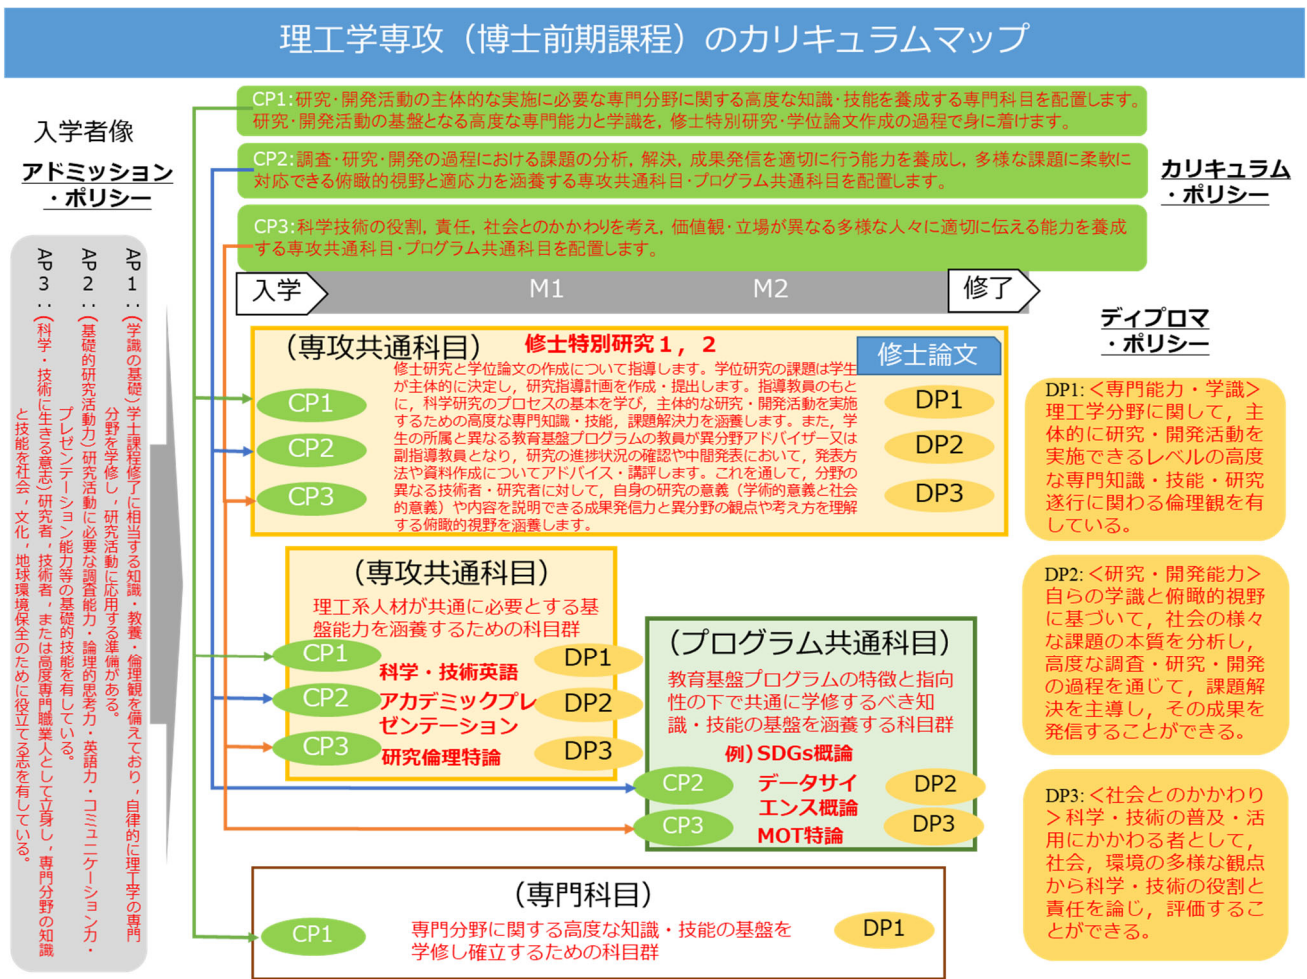 理工学専攻（博士前期課程）のカリキュラムマップ
CP1:研究・開発活動の主体的な実施に必要な専門分野に関する高度な知識・技能を養成する専門科目を配置します。
研究・開発活動の基盤となる高度な専門能力と学識を，修士特別研究・学位論文作成の過程で身に着けます。
CP2:調査・研究・開発の過程における課題の分析，解決，成果発信を適切に行う能力を養成し，多様な課題に柔軟に
対応できる俯瞰的視野と適応力を涵養する専攻共通科目・プログラム共通科目を配置します。
CP3:科学技術の役割，責任，社会とのかかわりを考え，価値観・立場が異なる多様な人々に適切に伝える能力を養成
する専攻共通科目・プログラム共通科目を配置します。
カリキュラム
・ポリシー
入学者像
アドミッション
・ポリシー
AP1：(学識の基礎)学士課程修了に相当する知識・教養・倫理観を備えており，自律的に理工学の専門
分野を学修し，研究活動に応用する準備がある。
AP2：(基礎的研究活動力)研究活動に必要な調査能力・論理的思考力・英語力・コミュニケーション力・
プレゼンテーション能力等の基礎的技能を有している。
AP3：(科学・技術に生きる意志)研究者，技術者，または高度専門職業人として立身し，専門分野の知識
と技能を社会，文化，地球環境保全のために役立てる志を有している。
入学
M1
M2
修了
（専攻共通科目）
修士特別研究１，２
修士論文
修士研究と学位論文の作成について指導します。学位研究の課題は学生
が主体的に決定し，研究指導計画を作成・提出します。指導教員のもと
に，科学研究のプロセスの基本を学び，主体的な研究・開発活動を実施
するための高度な専門知識・技能，課題解決力を涵養します。また，学
生の所属と異なる教育基盤プログラムの教員が異分野アドバイザー又は
副指導教員となり，研究の進捗状況の確認や中間発表において，発表方
法や資料作成についてアドバイス・講評します。これを通して，分野の
異なる技術者・研究者に対して，自身の研究の意義（学術的意義と社会
的意義）や内容を説明できる成果発信力と異分野の観点や考え方を理解
する俯瞰的視野を涵養します。
CP1
CP2
CP3
DP1
DP2
DP3
（専攻共通科目）
理工系人材が共通に必要とする基
盤能力を涵養するための科目群
CP1
CP2
CP3
科学・技術英語
アカデミックプレ
ゼンテーション
研究倫理特論
DP1
DP2
DP3
（プログラム共通科目）
教育基盤プログラムの特徴と指向
性の下で共通に学修するべき知
識・技能の基盤を涵養する科目群
例）SDGs概論
データサイ
エンス概論
MOT特論
CP2
CP3
DP2
DP3
（専門科目）
専門分野に関する高度な知識・技能の基盤を
学修し確立するための科目群
CP1
DP1
ディプロマ
・ポリシー
DP1:＜専門能力・学識＞
理工学分野に関して，主
体的に研究・開発活動を
実施できるレベルの高度
な専門知識・技能・研究
遂行に関わる倫理観を有
している。
DP2:＜研究・開発能力＞
自らの学識と俯瞰的視野
に基づいて，社会の様々
な課題の本質を分析し，
高度な調査・研究・開発
の過程を通じて，課題解
決を主導し，その成果を
発信することができる。
DP3:＜社会とのかかわり
＞科学・技術の普及・活
用にかかわる者として，
社会，環境の多様な観点
から科学・技術の役割と
責任を論じ，評価するこ
とができる。